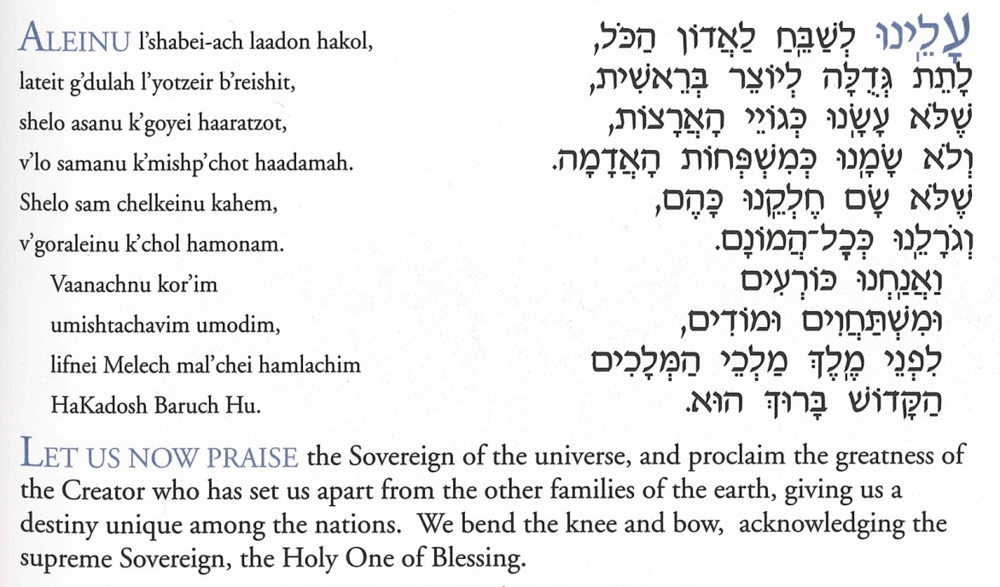 ALEINU l'shabei-ach laadon hakol,
lateit g'dulah l'yotzeir b'reishit,
shelo asanu k'goyei haaratzot,
v'lo samanu k'mishp'chot haadamah.
Shelo sam chelkeinu kahem,
v'goraleinu k'chol hamonam.
Vaanachnu kor'im
umishtachavim umodim,
lifnei Melech mal'chei hamlachim
HaKadosh Baruch Hu.
עָלֵֽינוּ לְשַׁבֵּֽחַ לַאֲדוֹן הַכֹּל,
לָתֵת גְּדֻלָּה לְיוֹצֵר בְּרֵאשִׁית,
שֶׁלֹּא עָשָֽׂנוּ כְּגוֹיֵי הָאֲרָצוֹת,
וְלֹא שָׂמָֽנוּ כְּמִשְׁפְּחוֹת הָאֲדָמָה.
שֶׁלֹּא שָׂם חֶלְקֵֽנוּ כָּהֶם,
וְגֹרָלֵֽנוּ כְּכׇל־הֲמוֹנָם.
וַאֲנַֽחְנוּ כּוֹרְעִים
וּמִשְׁתַּחֲוִים וּמוֹדִים,
לִפְנֵי מֶֽלֶךְ מַלְכֵי הַמְּלָכִים
הַקָּדוֹשׁ בָּרוּךְ הוּא.
LET US NOW PRAISE the Sovereign of the universe, and proclaim the greatness of
the Creator who has set us apart from the other families of the earth, giving us a
destiny unique among the nations. We bend the knee and bow, acknowledging the
supreme Sovereign, the Holy One of Blessing.